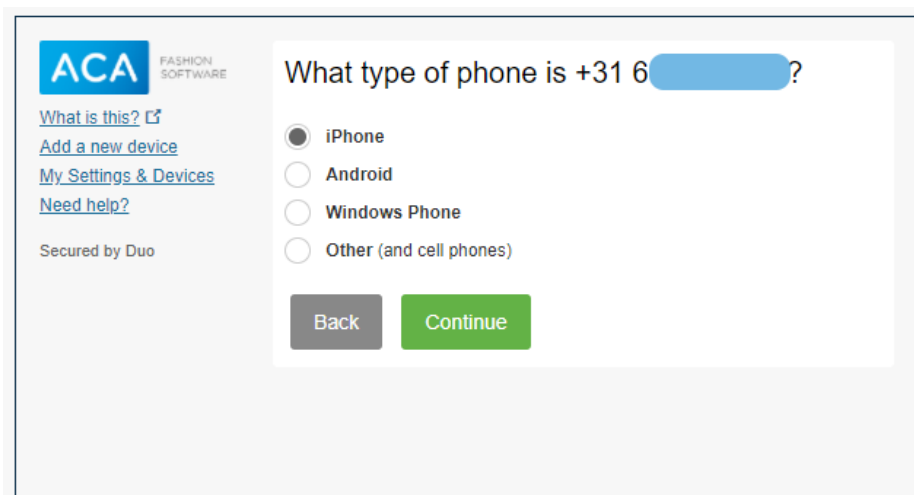 ACA FASHION
SOFTWARE
What is this?
Add a new device
My Settings & Devices
Need help?
Secured by Duo
What type of phone is +31 6 ?
iPhone
Android
Windows Phone
Other (and cell phones)
Back Continue